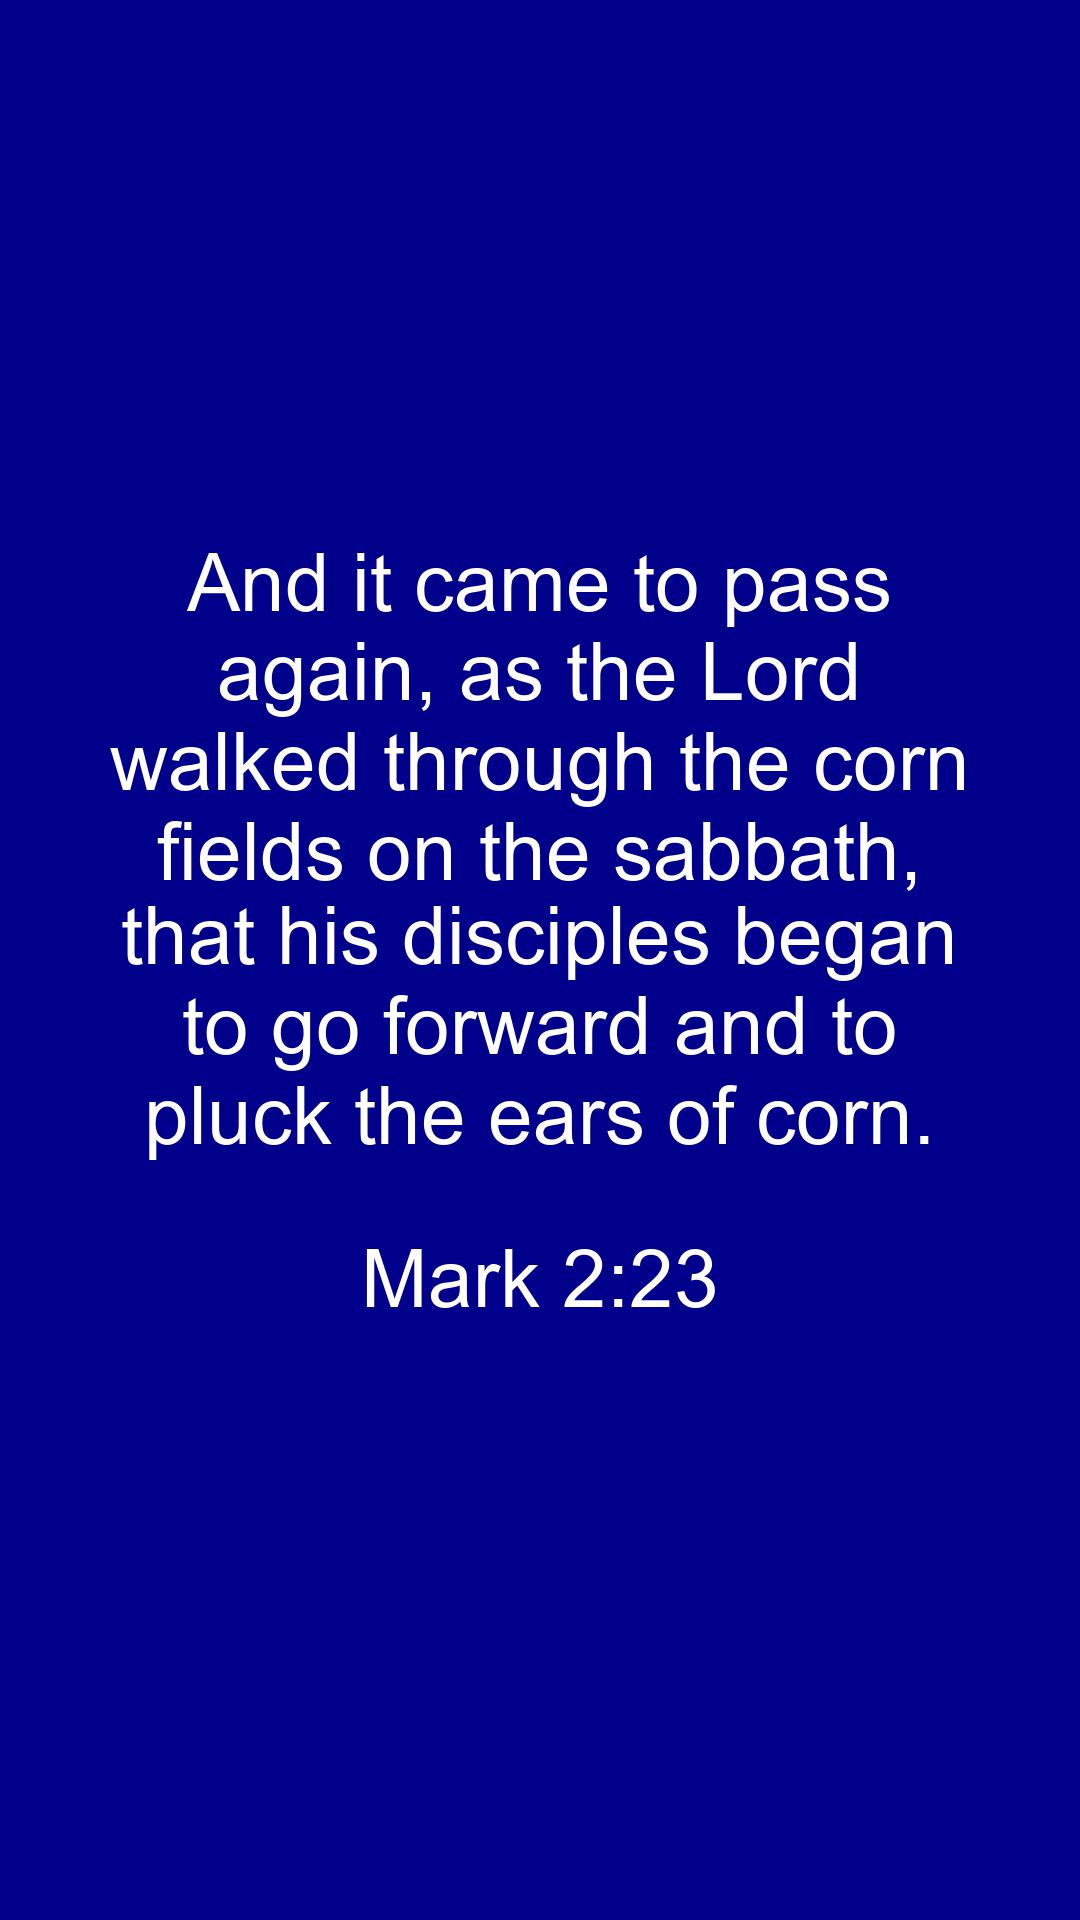 And it came to pass
again, as the Lord
walked through the corn
fields on the sabbath,
that his disciples began
to go forward and to
pluck the ears of corn.
Mark 2:23